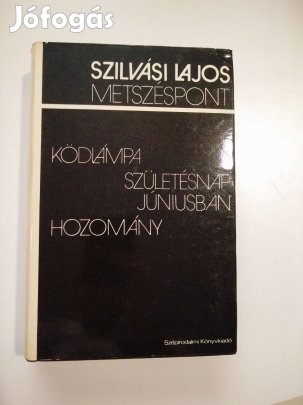 Jófogás
SZILVÁSI LAJOS
METSZÉSPONT
KÖDLÁMPA
SZÜLETÉSNAP
JÚNIUSBAN
HOZOMÁNY
Szépirodalmi Könyvkiadó